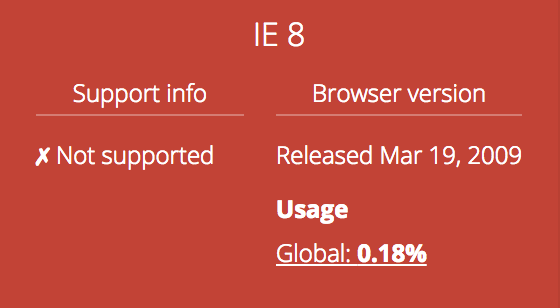 IE 8
Support info
✗ Not supported
Browser version
Released Mar 19, 2009
Usage
Global: 0.18%